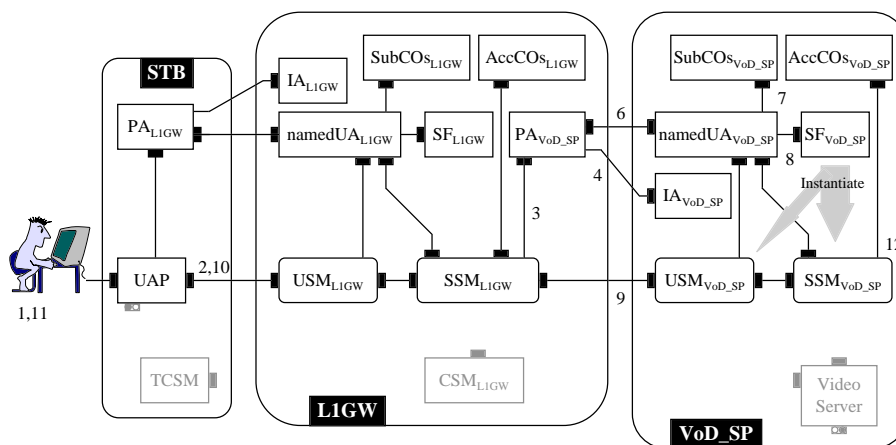 STB
SubCOsL1GW
AccCOsL1GW
SubCOsVoD_SP
AccCOsVoD_SP
IAL1GW
PAL1GW
namedUAL1GW
SFL1GW
PAVoD_SP
6
7
namedUAVoD_SP
SFVoD_SP
8
4
Instantiate
3
IAVoD_SP
2,10
UAP
USML1GW
SSML1GW
9
USMVoD_SP
SSMVoD_SP
1,11
TCSM
CSML1GW
Video
Server
L1GW
VoD_SP